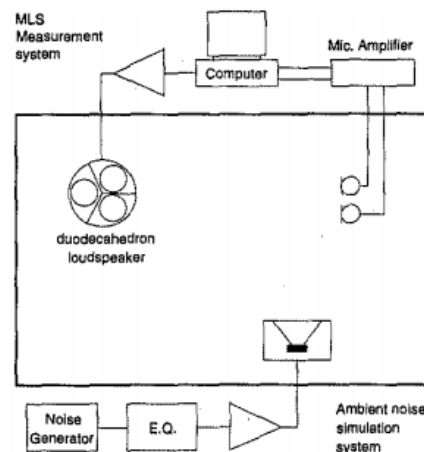 MLS
Measurement
system
Computer
Mic. Amplifier
duodecahedron
loudspeaker
Noise
Generator
E.Q.
Ambient noise
simulation
system